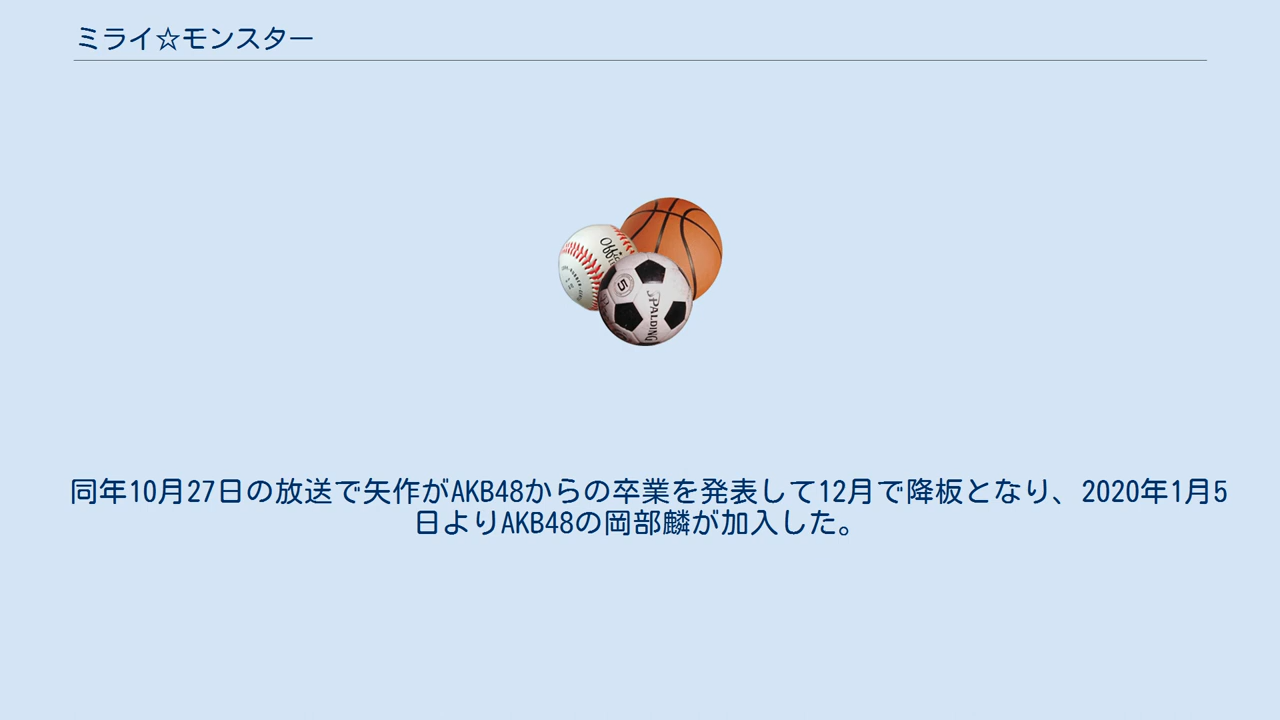 ミライ☆モンスター
Offic
5
SPALDING
同年10月27日の放送で矢作がAKB48からの卒業を発表して12月で降板となり、2020年1月5
日よりAKB48の岡部麟が加入した。